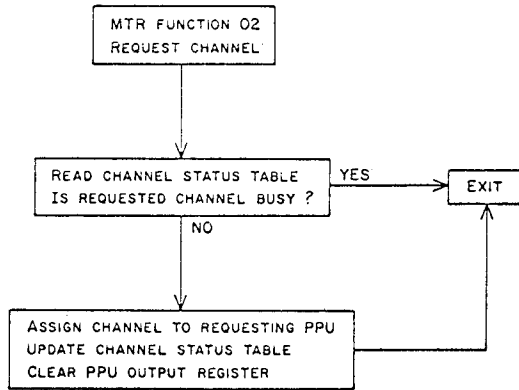 MTR FUNCTION 02
REQUEST CHANNEL
READ CHANNEL STATUS TABLE
IS REQUESTED CHANNEL BUSY ?
YES
EXIT
NO
ASSIGN CHANNEL TO REQUESTING PPU
UPDATE CHANNEL STATUS TABLE
CLEAR PPU OUTPUT REGISTER